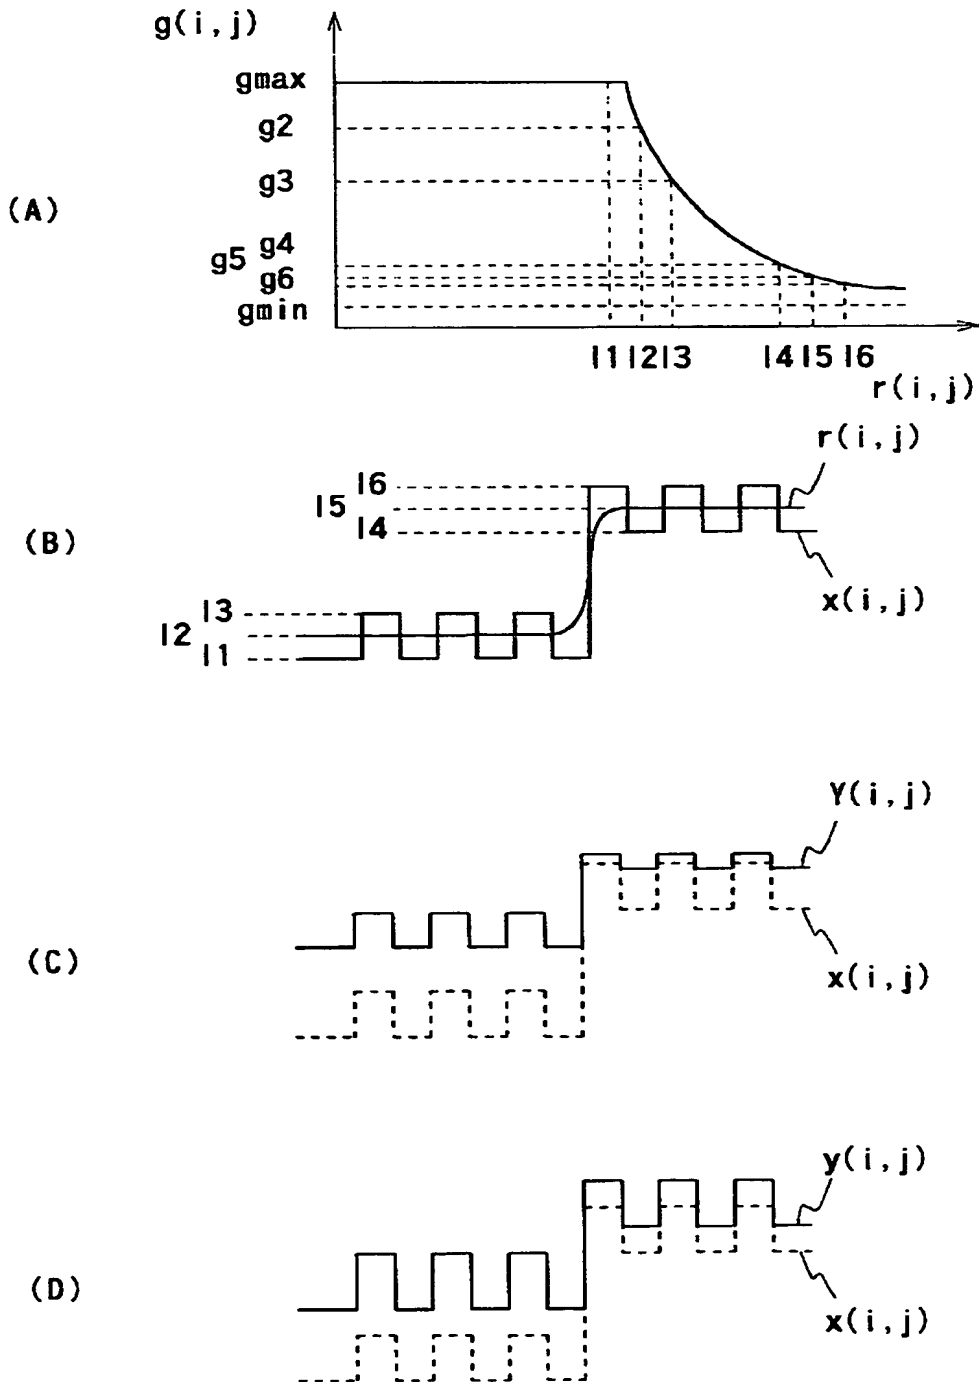 g(i,j)
gmax
g2
g3
(A)
g4
g5
g6
gmin
l1 l2 l3 l4 l5 l6
r(i,j)
r(i,j)
l6
l5
l4
(B)
x(i,j)
l3
l2
l1
Y(i,j)
(C)
x(i,j)
y(i,j)
(D)
x(i,j)